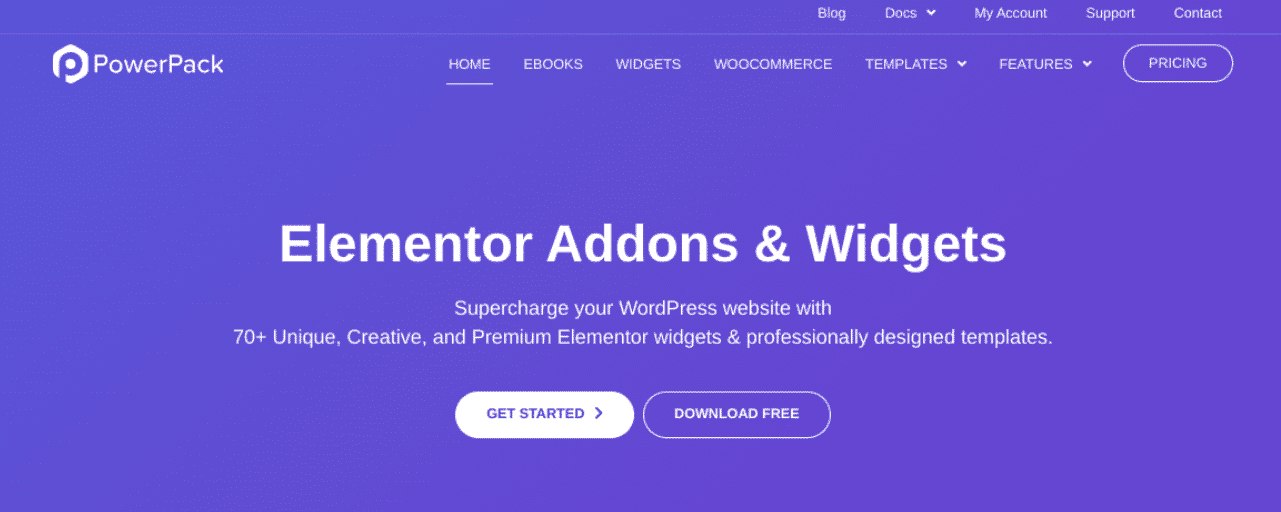 Blog Docs My Account Support Contact
PowerPack HOME EBOOKS WIDGETS WOOCOMMERCE TEMPLATES FEATURES PRICING
Elementor Addons & Widgets
Supercharge your WordPress website with
70+ Unique, Creative, and Premium Elementor widgets & professionally designed templates.
GET STARTED DOWNLOAD FREE